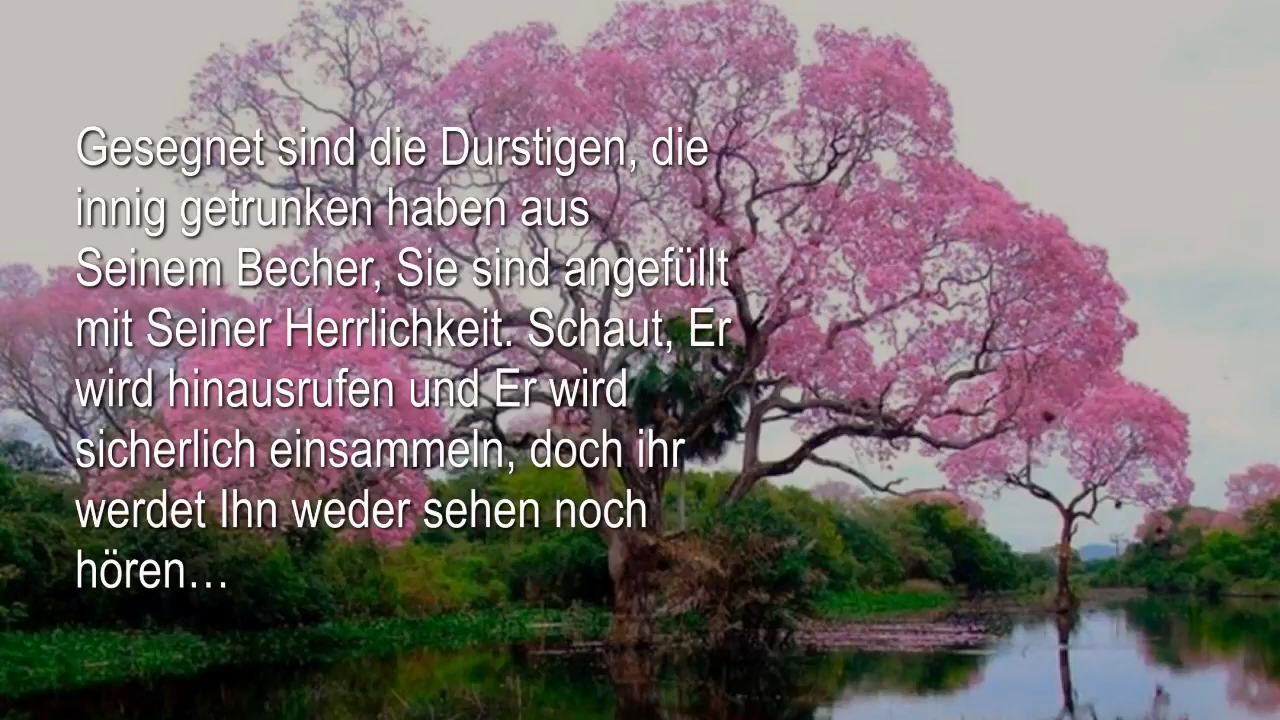 Gesegnet sind die Durstigen, die
innig getrunken haben aus
Seinem Becher, Sie sind angefüllt
mit Seiner Herrlichkeit. Schaut, Er
wird hinausrufen und Er wird
sicherlich einsammeln, doch ihr
werdet Ihn weder sehen noch
hören…